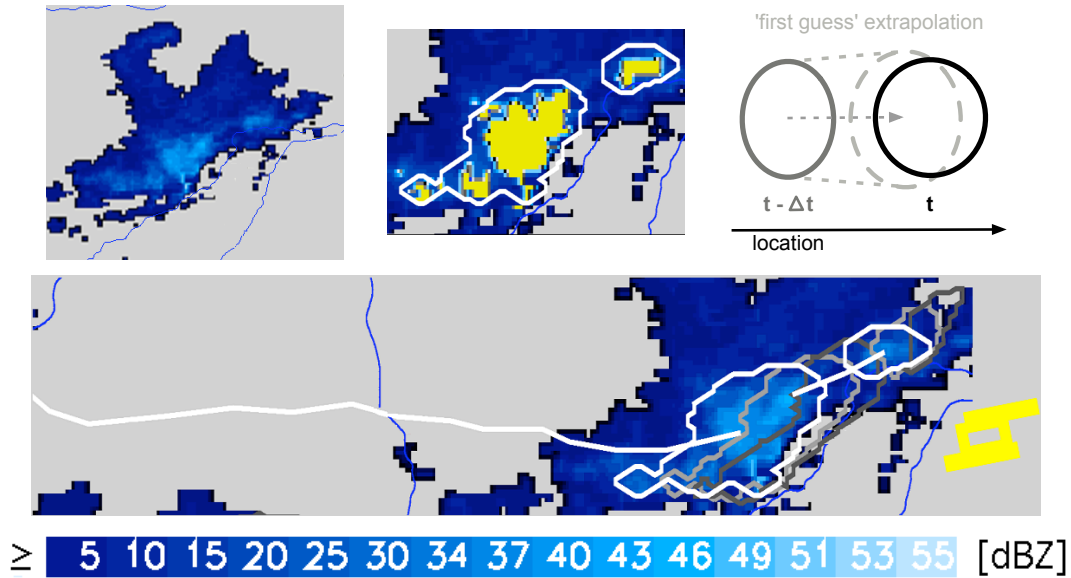 'first guess' extrapolation
t - Δt
t
location
≥ 5 10 15 20 25 30 34 37 40 43 46 49 51 53 55 [dBZ]